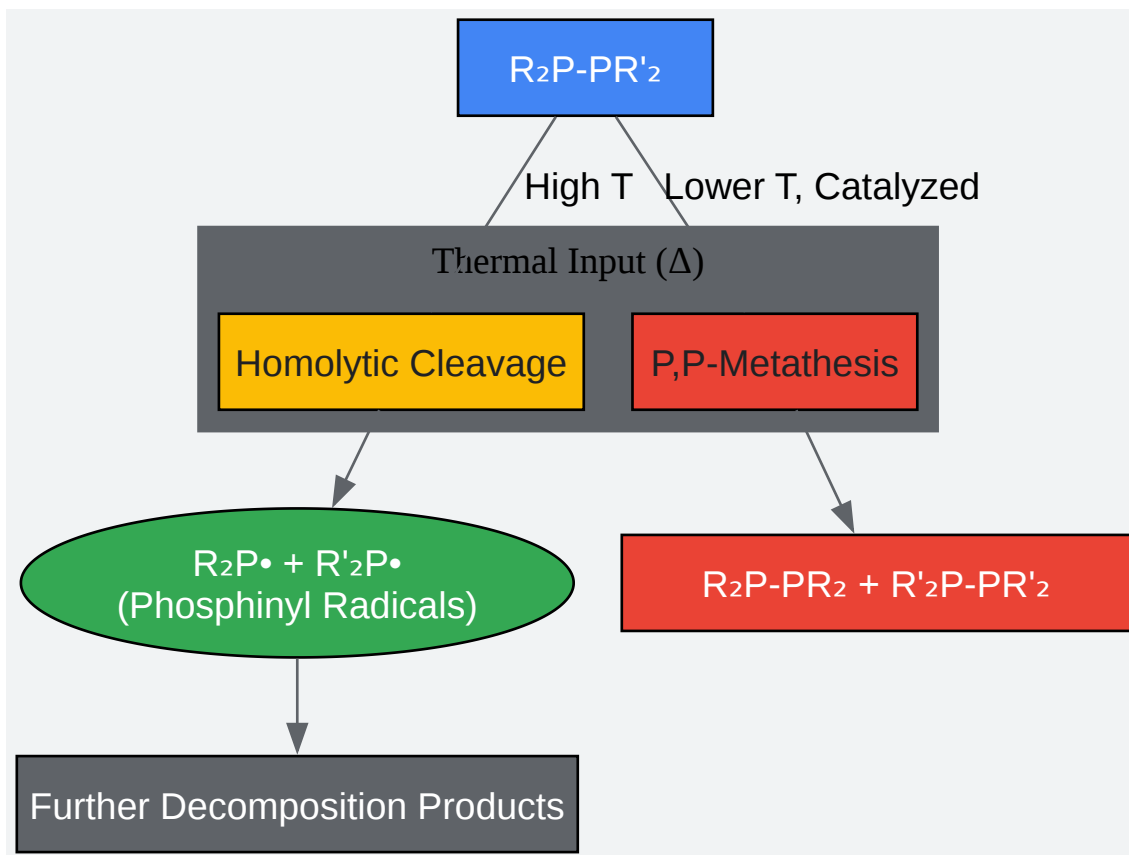 R₂P-PR'₂
High T
Lower T, Catalyzed
Thermal Input (Δ)
Homolytic Cleavage
P,P-Metathesis
R₂P• + R'₂P•
(Phosphinyl Radicals)
R₂P-PR₂ + R'₂P-PR'₂
Further Decomposition Products